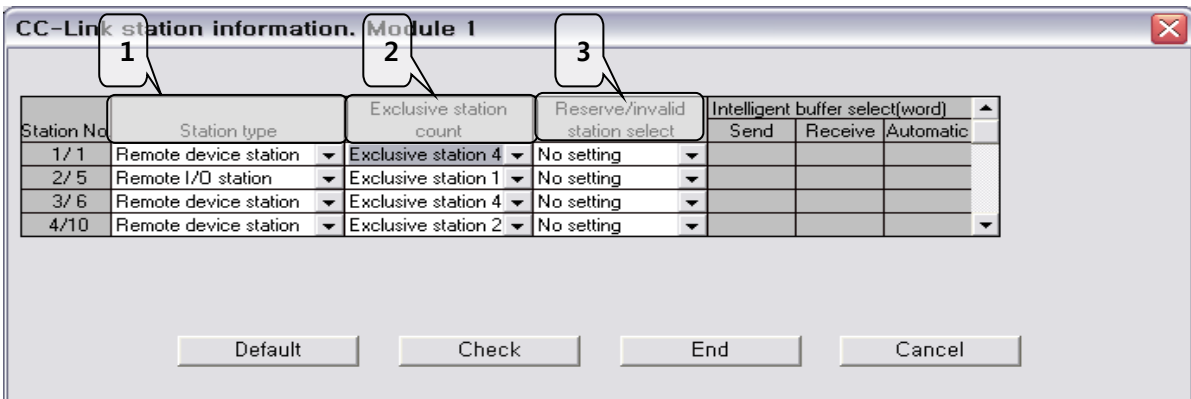 CC-Link station information. Module 1
1
2
3
Station No
Station type
Exclusive station
count
Reserve/invalid
station select
Intelligent buffer select(word)
Send Receive Automatic
1/ 1 Remote device station Exclusive station 4 No setting
2/ 5 Remote I/O station Exclusive station 1 No setting
3/ 6 Remote device station Exclusive station 4 No setting
4/10 Remote device station Exclusive station 2 No setting
Default Check End Cancel